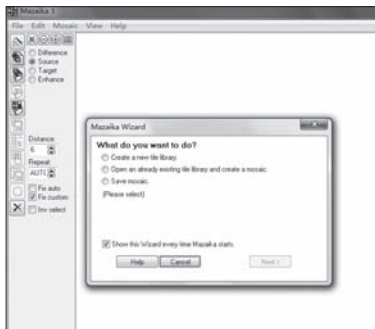 Mazaika 3
File Edit Mosaic View Help
Difference
Source
Target
Enhance
Distance:
6
Repeat:
AUTO
Fix auto
Fix custom
Inv select
Mazaika Wizard
What do you want to do?
Create a new tile library.
Open an already existing tile library and create a mosaic.
Save mosaic.
(Please select)
Show this Wizard every time Mazaika starts.
Help Cancel Next >